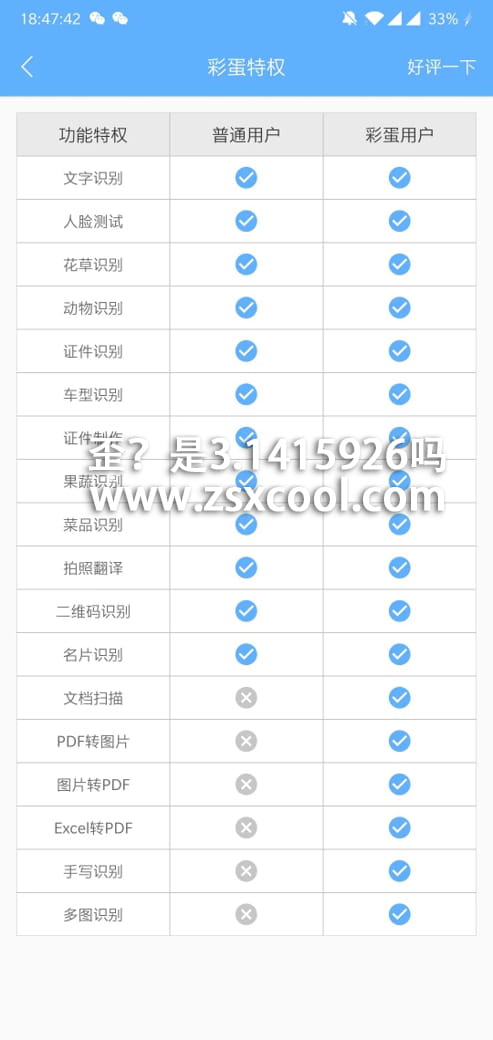 18:47:42 33%
彩蛋特权 好评一下
功能特权 普通用户 彩蛋用户
文字识别
人脸测试
花草识别
动物识别
证件识别
车型识别
证件制作
歪？是3.1415926吗
果蔬识别
www.zsxcool.com
菜品识别
拍照翻译
二维码识别
名片识别
文档扫描
PDF转图片
图片转PDF
Excel转PDF
手写识别
多图识别